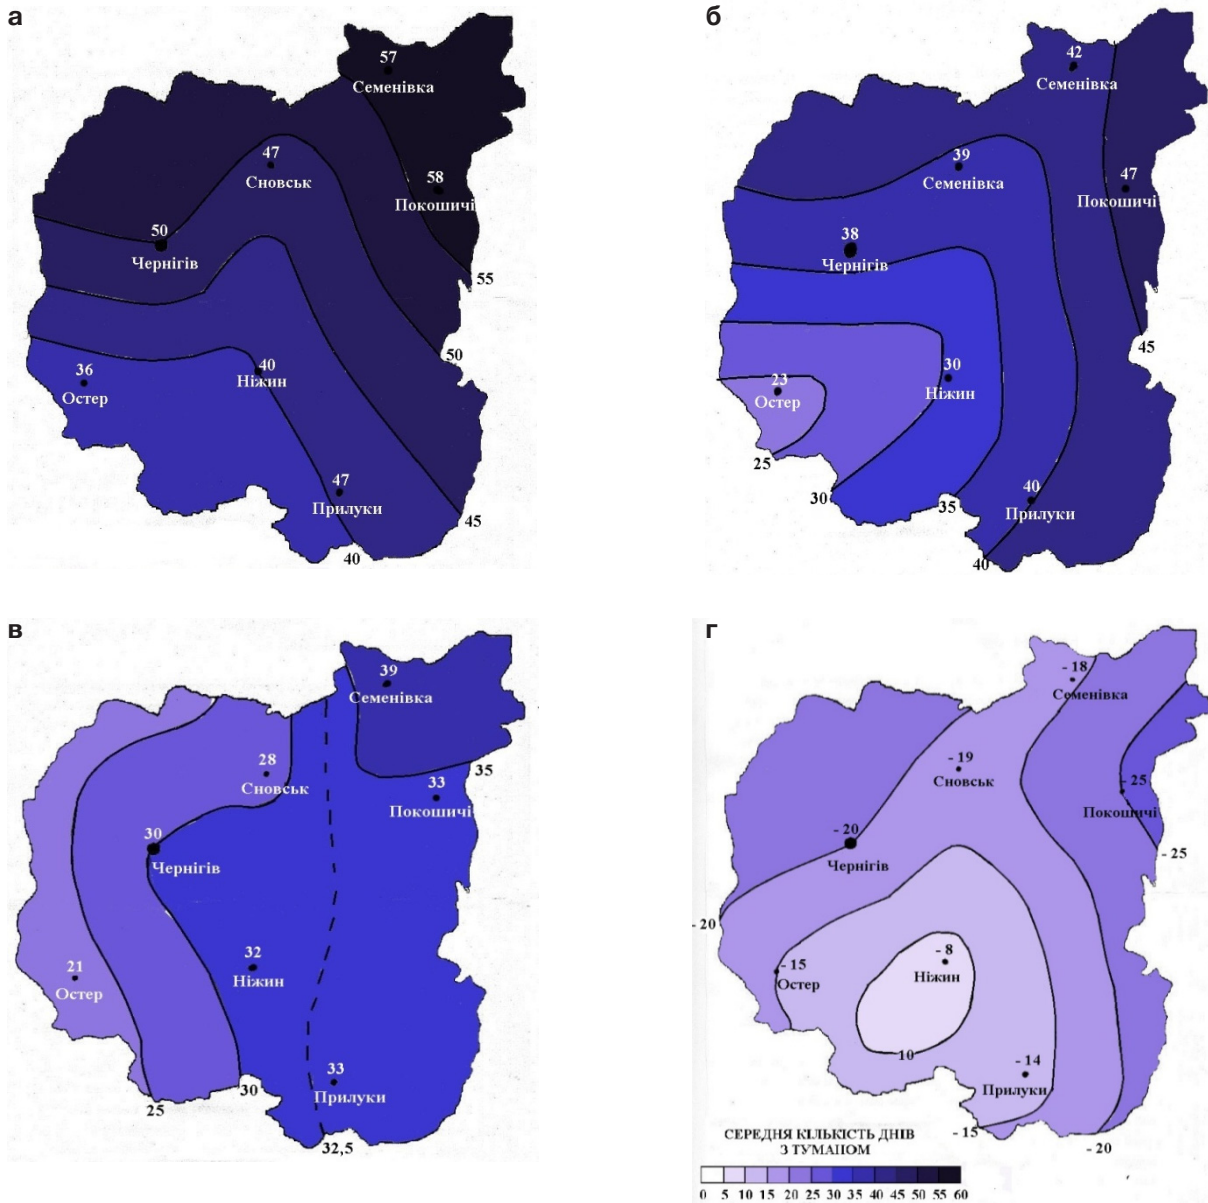 а
57
Семенівка
47
Сновськ
58
Покошичі
50
Чернігів
55
50
36
Остер
40
Ніжин
47
Прилуки
45
40
б
42
Семенівка
39
Семенівка
47
Покошичі
38
Чернігів
45
23
Остер
30
Ніжин
25
30
35
40
Прилуки
40
в
39
Семенівка
28
Сновськ
35
33
Покошичі
30
Чернігів
21
Остер
32
Ніжин
33
Прилуки
25
30
32,5
г
- 18
Семенівка
- 19
Сновськ
- 25
Покошичі
- 20
Чернігів
- 25
- 20
- 15
Остер
- 8
Ніжин
10
- 14
Прилуки
- 15
- 20
СЕРЕДНЯ КІЛЬКІСТЬ ДНІВ
З ТУМАНОМ
0 5 10 15 20 25 30 35 40 45 50 55 60